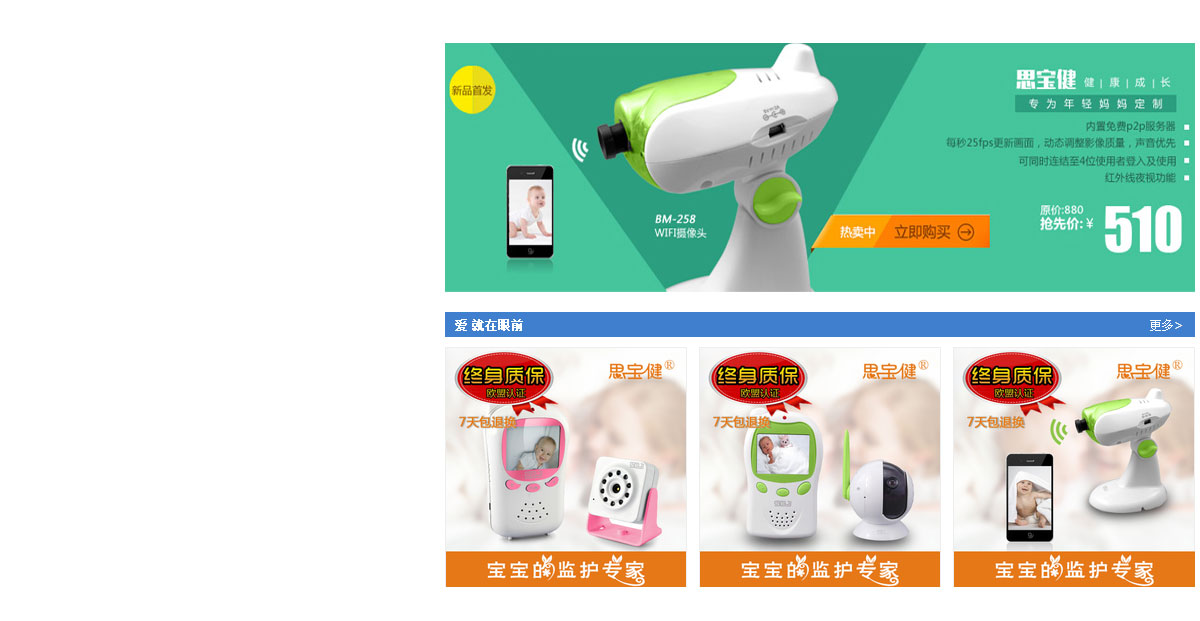 新品首发
思宝健 健 | 康 | 成 | 长
专为年轻妈妈定制
内置免费p2p服务器
每秒25fps更新画面，动态调整影像质量，声音优先
可同时连结至4位使用者登入及使用
红外线夜视功能
BM-258
WIFI摄像头
热卖中 立即购买
原价:880
抢先价:¥ 510
爱 就在眼前 更多>
终身质保
欧盟认证
思宝健®
7天包退换
宝宝的监护专家
终身质保
欧盟认证
思宝健®
7天包退换
宝宝的监护专家
终身质保
欧盟认证
思宝健®
7天包退换
宝宝的监护专家